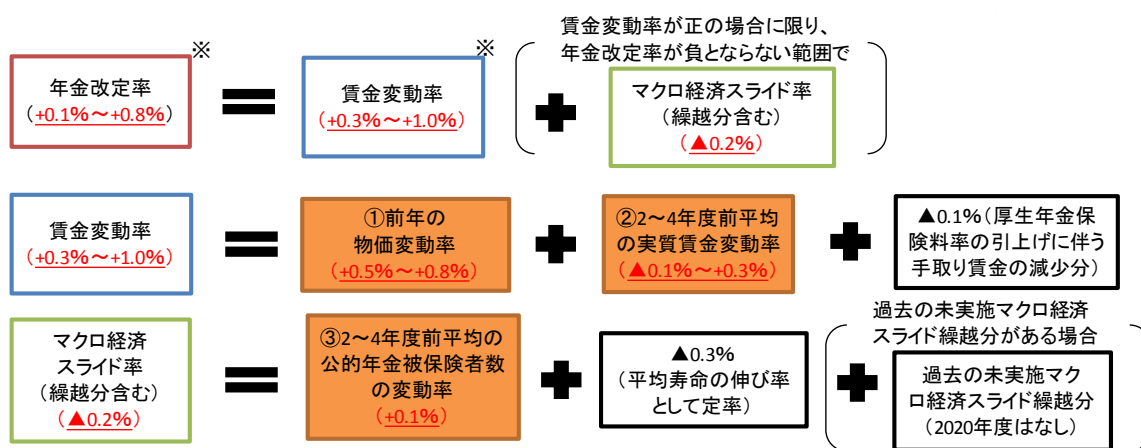 年金改定率
(+0.1%～+0.8%)
※
賃金変動率
(+0.3%～+1.0%)
※
賃金変動率が正の場合に限り、
年金改定率が負とならない範囲で
マクロ経済スライド率
(繰越分含む)
(▲0.2%)
賃金変動率
(+0.3%～+1.0%)
①前年の
物価変動率
(+0.5%～+0.8%)
②2～4年度前平均
の実質賃金変動率
(▲0.1%～+0.3%)
▲0.1%(厚生年金保
険料率の引上げに伴う
手取り賃金の減少分)
マクロ経済
スライド率
(繰越分含む)
(▲0.2%)
③2～4年度前平均の
公的年金被保険者数
の変動率
(+0.1%)
▲0.3%
(平均寿命の伸び率
として定率)
過去の未実施マクロ経済
スライド繰越分がある場合
過去の未実施マク
ロ経済スライド繰越分
(2020年度はなし)